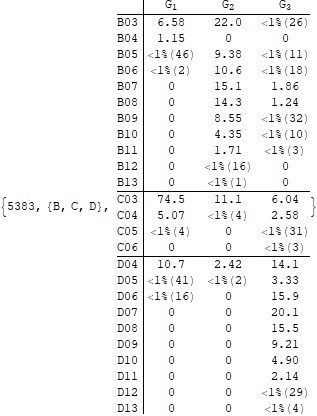 G1 G2 G3
B03 6.58 22.0 <1%(26)
B04 1.15 0 0
B05 <1%(46) 9.38 <1%(11)
B06 <1%(2) 10.6 <1%(18)
B07 0 15.1 1.86
B08 0 14.3 1.24
B09 0 8.55 <1%(32)
B10 0 4.35 <1%(10)
B11 0 1.71 <1%(3)
B12 0 <1%(16) 0
B13 0 <1%(1) 0
{5383, {B, C, D}, C03 74.5 11.1 6.04 }
C04 5.07 <1%(4) 2.58
C05 <1%(4) 0 <1%(31)
C06 0 0 <1%(3)
D04 10.7 2.42 14.1
D05 <1%(41) <1%(2) 3.33
D06 <1%(16) 0 15.9
D07 0 0 20.1
D08 0 0 15.5
D09 0 0 9.21
D10 0 0 4.90
D11 0 0 2.14
D12 0 0 <1%(29)
D13 0 0 <1%(4)